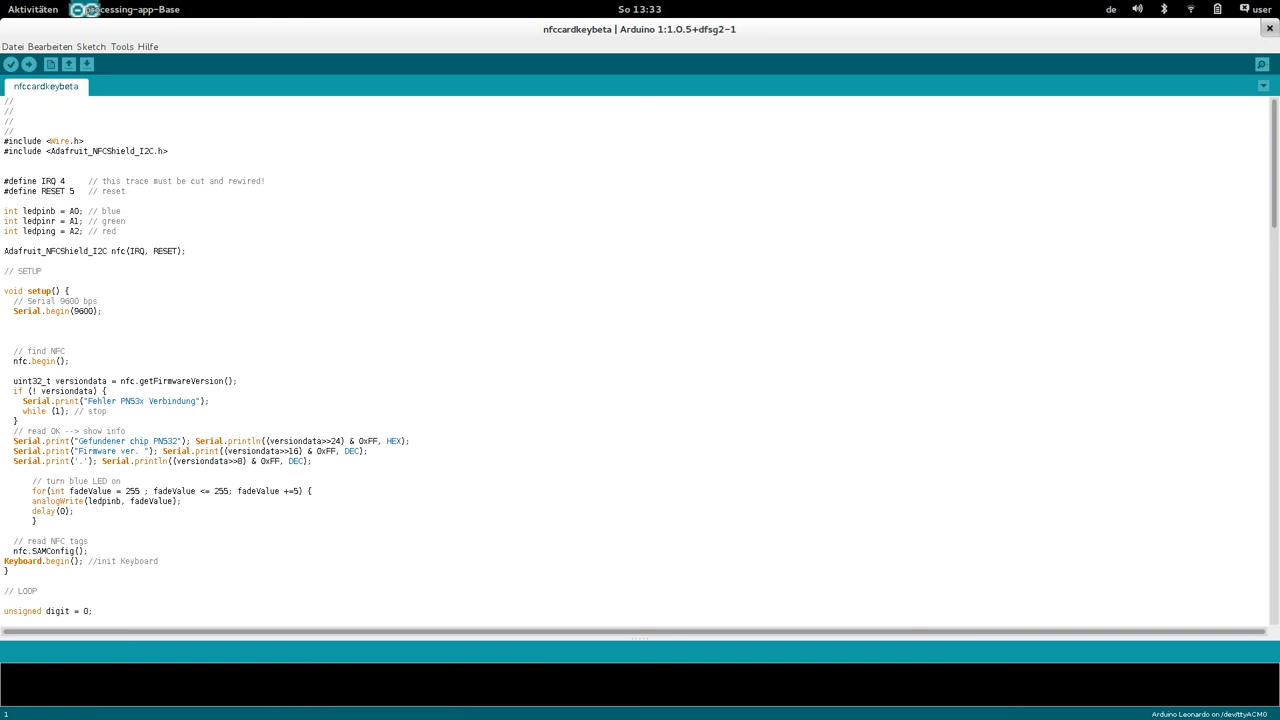 Aktivitäten processing-app-Base So 13:33 de user
nfccardkeybeta | Arduino 1:1.0.5+dfsg2-1
Datei Bearbeiten Sketch Tools Hilfe
nfccardkeybeta
//
//
//
//
#include <Wire.h>
#include <Adafruit_NFCShield_I2C.h>
#define IRQ 4 // this trace must be cut and rewired!
#define RESET 5 // reset
int ledpinb = A0; // blue
int ledpinr = A1; // green
int ledping = A2; // red
Adafruit_NFCShield_I2C nfc(IRQ, RESET);
// SETUP
void setup() {
// Serial 9600 bps
Serial.begin(9600);
// find NFC
nfc.begin();
uint32_t versiondata = nfc.getFirmwareVersion();
if (! versiondata) {
Serial.print("Fehler PN53x Verbindung");
while (1); // stop
}
// read OK --> show info
Serial.print("Gefundener chip PN532"); Serial.println((versiondata>>24) & 0xFF, HEX);
Serial.print("Firmware ver. "); Serial.print((versiondata>>16) & 0xFF, DEC);
Serial.print('.'); Serial.println((versiondata>>8) & 0xFF, DEC);
// turn blue LED on
for(int fadeValue = 255 ; fadeValue <= 255; fadeValue +=5) {
analogWrite(ledpinb, fadeValue);
delay(0);
}
// read NFC tags
nfc.SAMConfig();
Keyboard.begin(); //init Keyboard
}
// LOOP
unsigned digit = 0;
1 Arduino Leonardo on /dev/ttyACM0